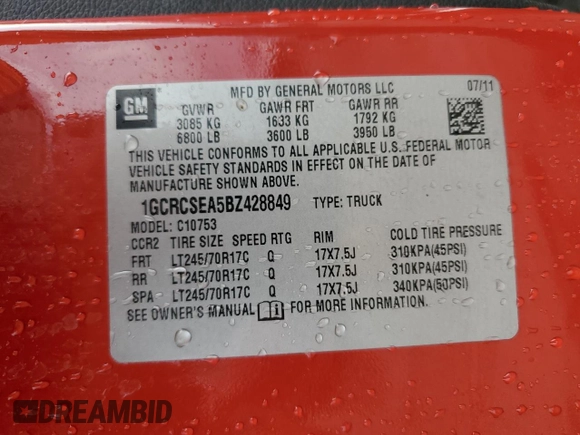 GM
MFD BY GENERAL MOTORS LLC 07/11
GVWR GAWR FRT GAWR RR
3085 KG 1633 KG 1792 KG
6800 LB 3600 LB 3950 LB
THIS VEHICLE CONFORMS TO ALL APPLICABLE U.S. FEDERAL MOTOR
VEHICLE SAFETY STANDARDS IN EFFECT ON THE DATE OF
MANUFACTURE SHOWN ABOVE.
1GCRCSEA5BZ428849 TYPE: TRUCK
MODEL: C10753
CCR2 TIRE SIZE SPEED RTG RIM COLD TIRE PRESSURE
FRT LT245/70R17C Q 17X7.5J 310KPA(45PSI)
RR LT245/70R17C Q 17X7.5J 310KPA(45PSI)
SPA LT245/70R17C Q 17X7.5J 340KPA(50PSI)
SEE OWNER'S MANUAL i FOR MORE INFORMATION.
DREAMBID